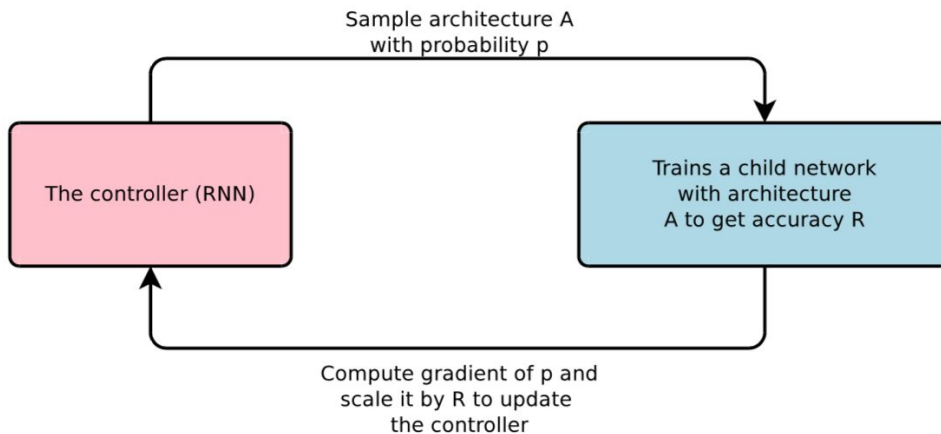 Sample architecture A
with probability p
The controller (RNN)
Trains a child network
with architecture
A to get accuracy R
Compute gradient of p and
scale it by R to update
the controller